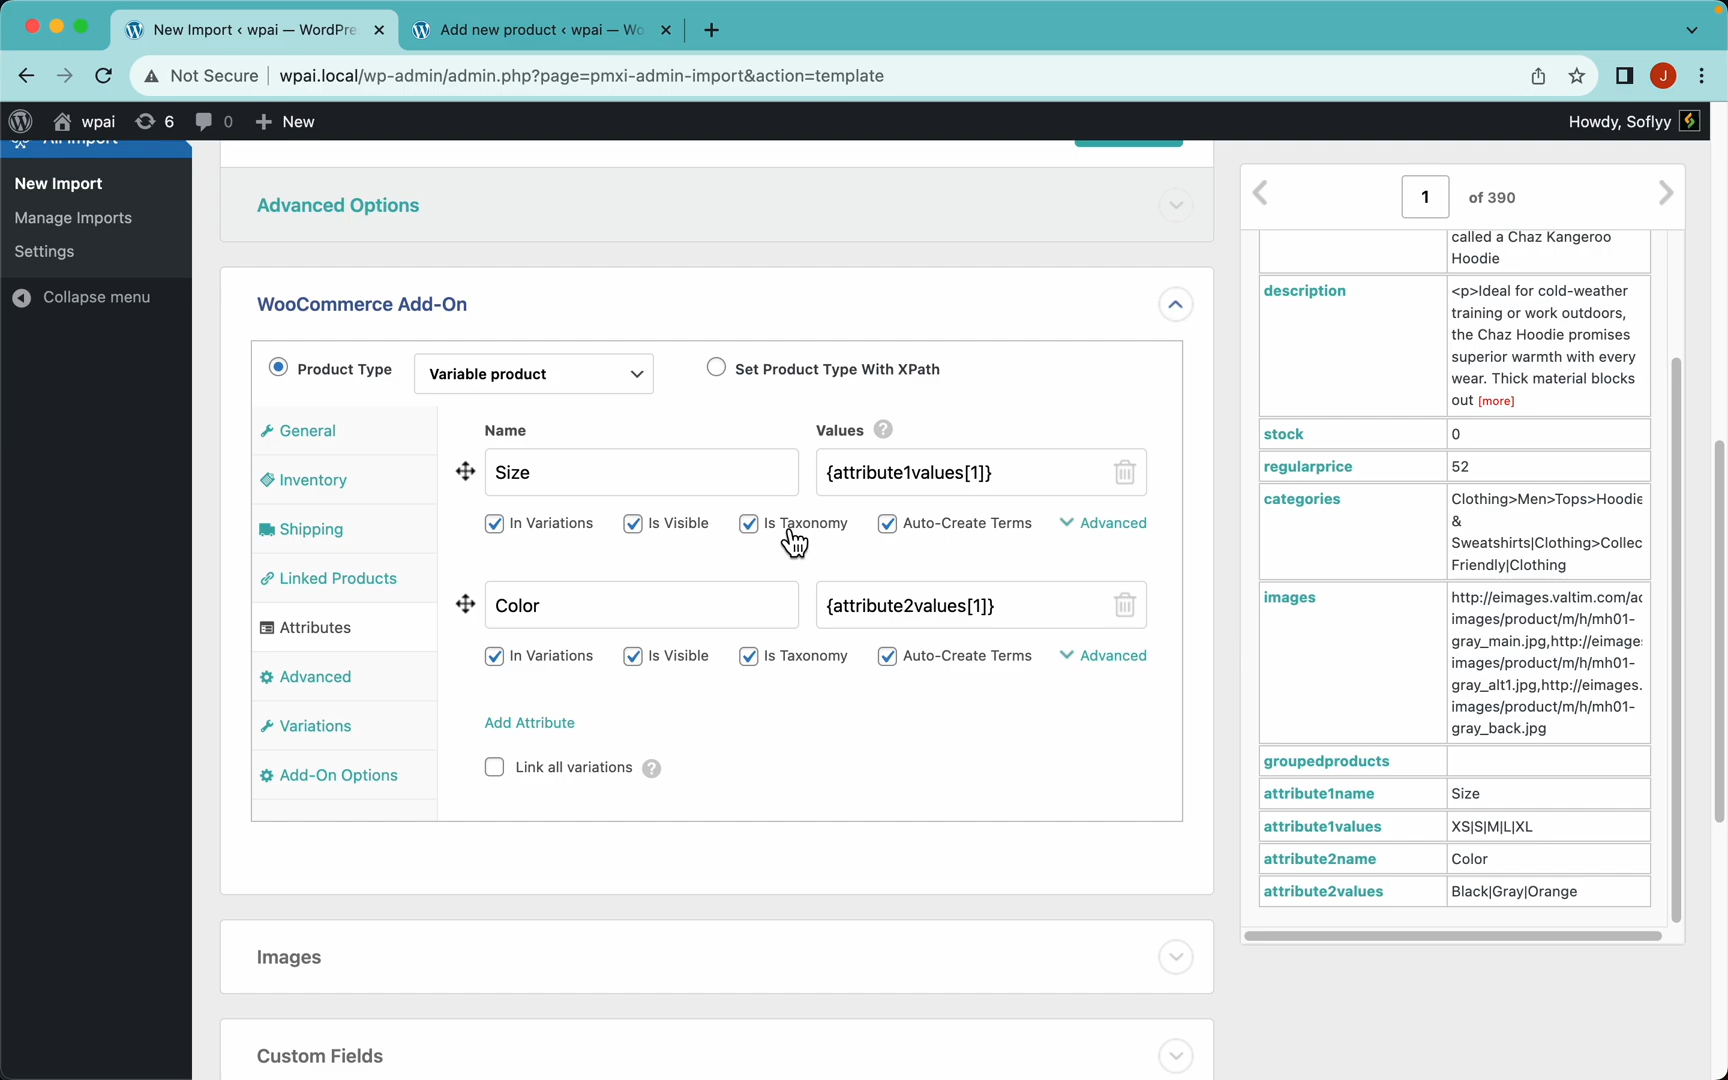 New Import ‹ wpai — WordPre
Add new product ‹ wpai — Wo
Not Secure
wpai.local/wp-admin/admin.php?page=pmxi-admin-import&action=template
J
wpai
6
0
New
Howdy, Soflyy
All Import
New Import
Manage Imports
Settings
Collapse menu
Advanced Options
WooCommerce Add-On
Product Type
Variable product
Set Product Type With XPath
General
Inventory
Shipping
Linked Products
Attributes
Advanced
Variations
Add-On Options
Name
Values
Size
{attribute1values[1]}
In Variations
Is Visible
Is Taxonomy
Auto-Create Terms
Advanced
Color
{attribute2values[1]}
In Variations
Is Visible
Is Taxonomy
Auto-Create Terms
Advanced
Add Attribute
Link all variations
Images
Custom Fields
1
of 390
called a Chaz Kangeroo
Hoodie
description
<p>Ideal for cold-weather
training or work outdoors,
the Chaz Hoodie promises
superior warmth with every
wear. Thick material blocks
out [more]
stock
0
regularprice
52
categories
Clothing>Men>Tops>Hoodie
&
Sweatshirts|Clothing>Collec
Friendly|Clothing
images
http://eimages.valtim.com/ac
images/product/m/h/mh01-
gray_main.jpg,http://eimage:
images/product/m/h/mh01-
gray_alt1.jpg,http://eimages.
images/product/m/h/mh01-
gray_back.jpg
groupedproducts
attribute1name
Size
attribute1values
XS|S|M|L|XL
attribute2name
Color
attribute2values
Black|Gray|Orange